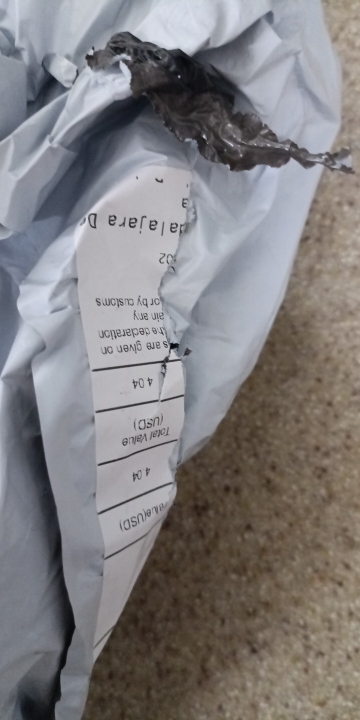 alue(USD)
4.04
Total Value
(USD)
4.04
s are given on
the declaration
ain any
or by customs
02
alajara D
a